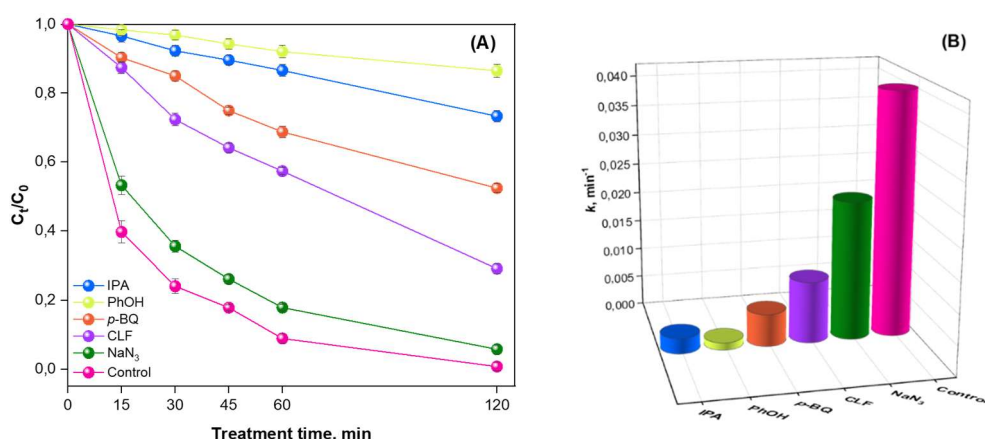 (A)
1,0
0,8
0,6
0,4
0,2
0,0
Ct/C0
IPA
PhOH
p-BQ
CLF
NaN3
Control
0 15 30 45 60 120
Treatment time, min
(B)
0,040
0,035
0,030
0,025
0,020
0,015
0,010
0,005
0,000
k, min-1
IPA
PhOH
p-BQ
CLF
NaN3
Control